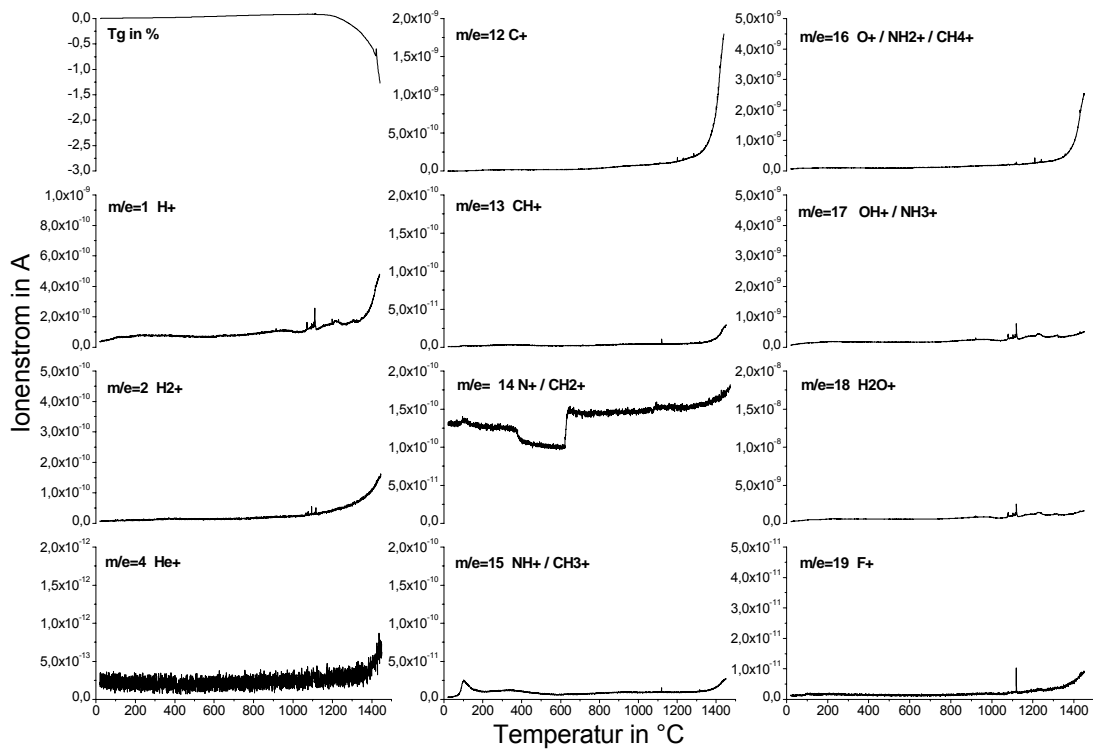 Ionenstrom in A
Tg in %
0,0
-0,5
-1,0
-1,5
-2,0
-2,5
-3,0
m/e=12 C+
2,0x10⁻⁹
1,5x10⁻⁹
1,0x10⁻⁹
5,0x10⁻¹⁰
0,0
m/e=16 O+ / NH2+ / CH4+
5,0x10⁻⁹
4,0x10⁻⁹
3,0x10⁻⁹
2,0x10⁻⁹
1,0x10⁻⁹
0,0
m/e=1 H+
1,0x10⁻⁹
8,0x10⁻¹⁰
6,0x10⁻¹⁰
4,0x10⁻¹⁰
2,0x10⁻¹⁰
0,0
m/e=13 CH+
2,0x10⁻¹⁰
2,0x10⁻¹⁰
1,0x10⁻¹⁰
5,0x10⁻¹¹
0,0
m/e=17 OH+ / NH3+
5,0x10⁻⁹
4,0x10⁻⁹
3,0x10⁻⁹
2,0x10⁻⁹
1,0x10⁻⁹
0,0
m/e=2 H2+
5,0x10⁻¹⁰
4,0x10⁻¹⁰
3,0x10⁻¹⁰
2,0x10⁻¹⁰
1,0x10⁻¹⁰
0,0
m/e= 14 N+ / CH2+
2,0x10⁻¹⁰
1,5x10⁻¹⁰
1,0x10⁻¹⁰
5,0x10⁻¹¹
0,0
m/e=18 H2O+
2,0x10⁻⁸
1,5x10⁻⁸
1,0x10⁻⁸
5,0x10⁻⁹
0,0
m/e=4 He+
2,0x10⁻¹²
1,5x10⁻¹²
1,0x10⁻¹²
5,0x10⁻¹³
0,0
m/e=15 NH+ / CH3+
2,0x10⁻¹⁰
2,0x10⁻¹⁰
1,0x10⁻¹⁰
5,0x10⁻¹¹
0,0
m/e=19 F+
5,0x10⁻¹¹
4,0x10⁻¹¹
3,0x10⁻¹¹
2,0x10⁻¹¹
1,0x10⁻¹¹
0,0
0 200 400 600 800 1000 1200 1400
0 200 400 600 800 1000 1200 1400
0 200 400 600 800 1000 1200 1400
Temperatur in °C